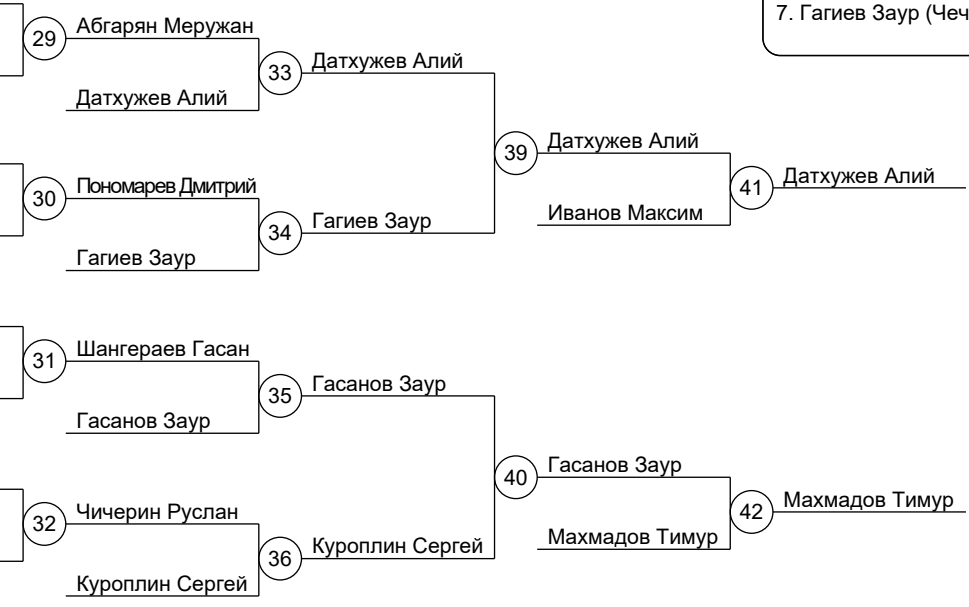 7. Гагиев Заур (Чеч
29
Абгарян Меружан
Датхужев Алий
33
Датхужев Алий
30
Пономарев Дмитрий
Гагиев Заур
34
Гагиев Заур
39
Датхужев Алий
Иванов Максим
41
Датхужев Алий
31
Шангераев Гасан
Гасанов Заур
35
Гасанов Заур
32
Чичерин Руслан
Куроплин Сергей
36
Куроплин Сергей
40
Гасанов Заур
Махмадов Тимур
42
Махмадов Тимур